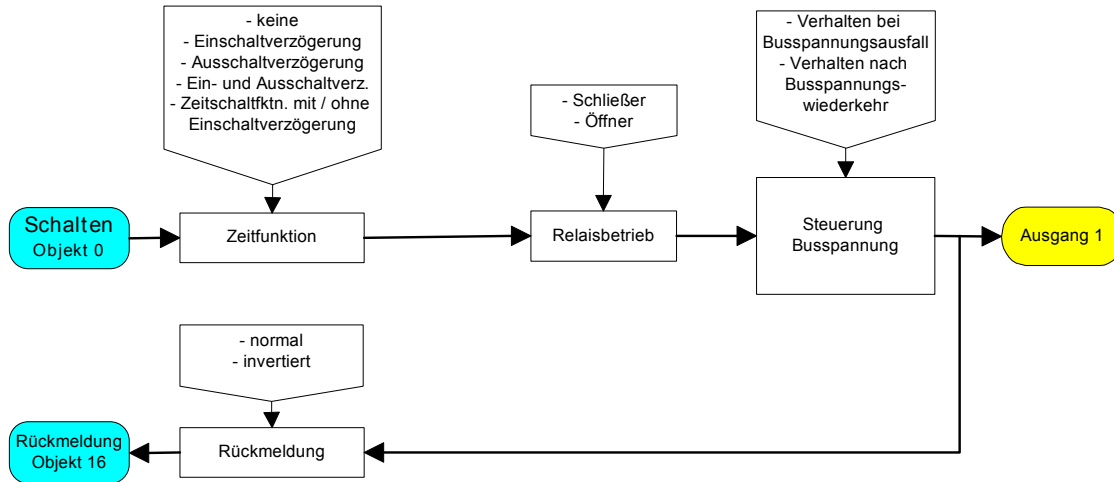 - keine
- Einschaltverzögerung
- Ausschaltverzögerung
- Ein- und Ausschaltverz.
- Zeitschaltfktn. mit / ohne
Einschaltverzögerung
- Schließer
- Öffner
- Verhalten bei
Busspannungsausfall
- Verhalten nach
Busspannungs-
wiederkehr
Schalten
Objekt 0
Zeitfunktion
Relaisbetrieb
Steuerung
Busspannung
Ausgang 1
- normal
- invertiert
Rückmeldung
Objekt 16
Rückmeldung